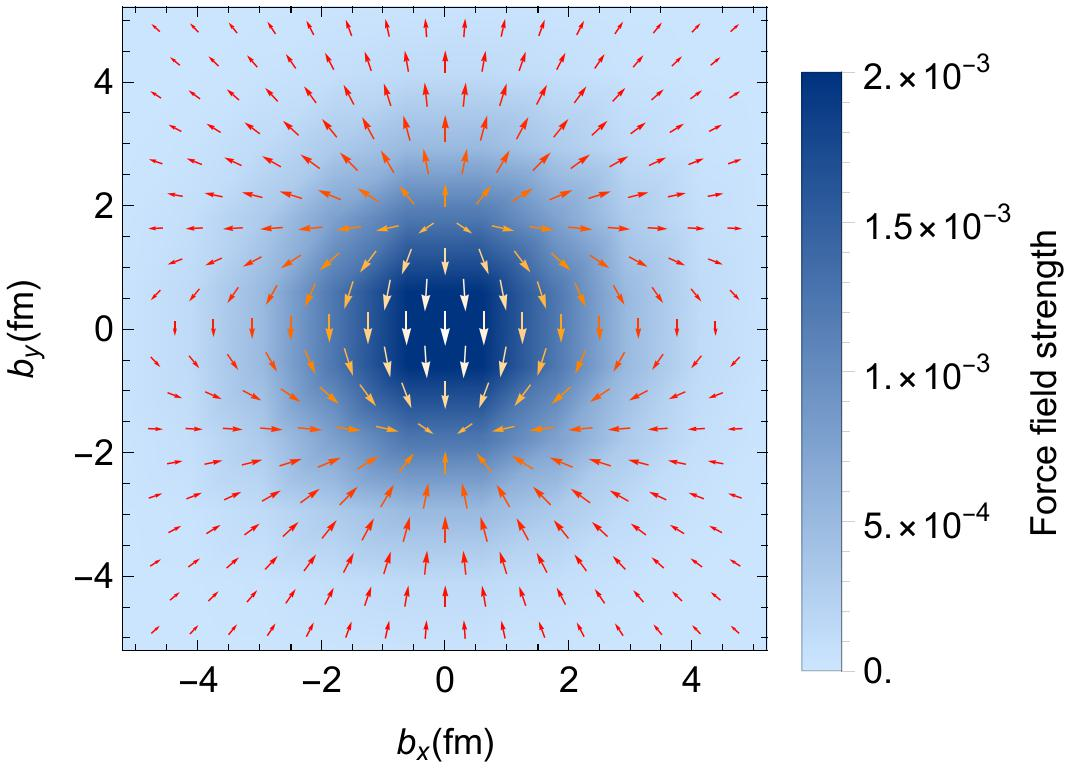 4
2
0
−2
−4
b_y(fm)
−4 −2 0 2 4
b_x(fm)
2.×10⁻³
1.5×10⁻³
1.×10⁻³
5.×10⁻⁴
0.
Force field strength